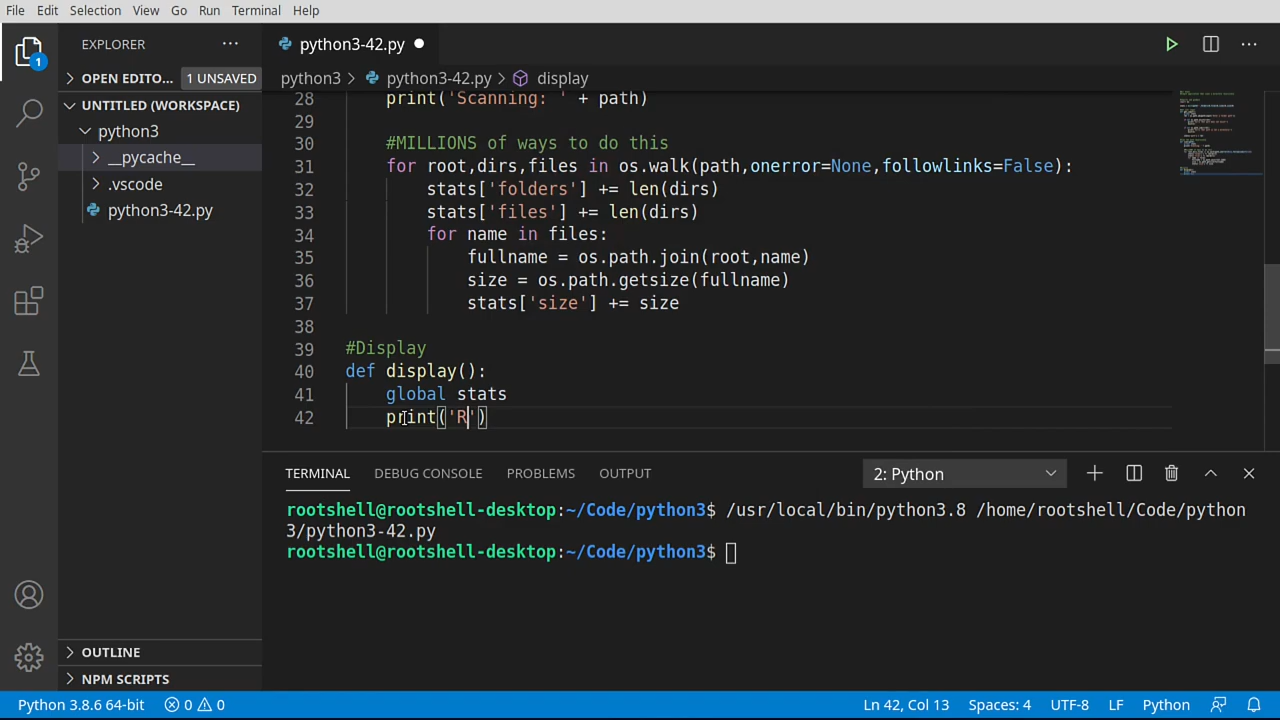 File Edit Selection View Go Run Terminal Help
EXPLORER
python3-42.py
OPEN EDITO... 1 UNSAVED
python3 > python3-42.py > display
UNTITLED (WORKSPACE)
python3
__pycache__
.vscode
python3-42.py
1
28 print('Scanning: ' + path)
29
30 #MILLIONS of ways to do this
31 for root,dirs,files in os.walk(path,onerror=None,followlinks=False):
32 stats['folders'] += len(dirs)
33 stats['files'] += len(dirs)
34 for name in files:
35 fullname = os.path.join(root,name)
36 size = os.path.getsize(fullname)
37 stats['size'] += size
38
39 #Display
40 def display():
41 global stats
42 print('R')
TERMINAL DEBUG CONSOLE PROBLEMS OUTPUT 2: Python
rootshell@rootshell-desktop:~/Code/python3$ /usr/local/bin/python3.8 /home/rootshell/Code/python
3/python3-42.py
rootshell@rootshell-desktop:~/Code/python3$
OUTLINE
NPM SCRIPTS
Python 3.8.6 64-bit 0 0 Ln 42, Col 13 Spaces: 4 UTF-8 LF Python